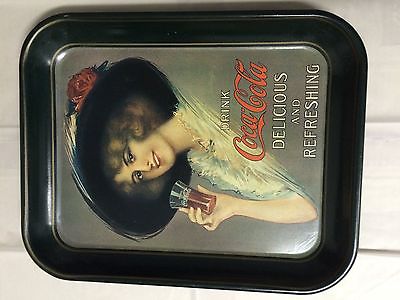 DRINK
Coca-Cola
DELICIOUS
AND
REFRESHING